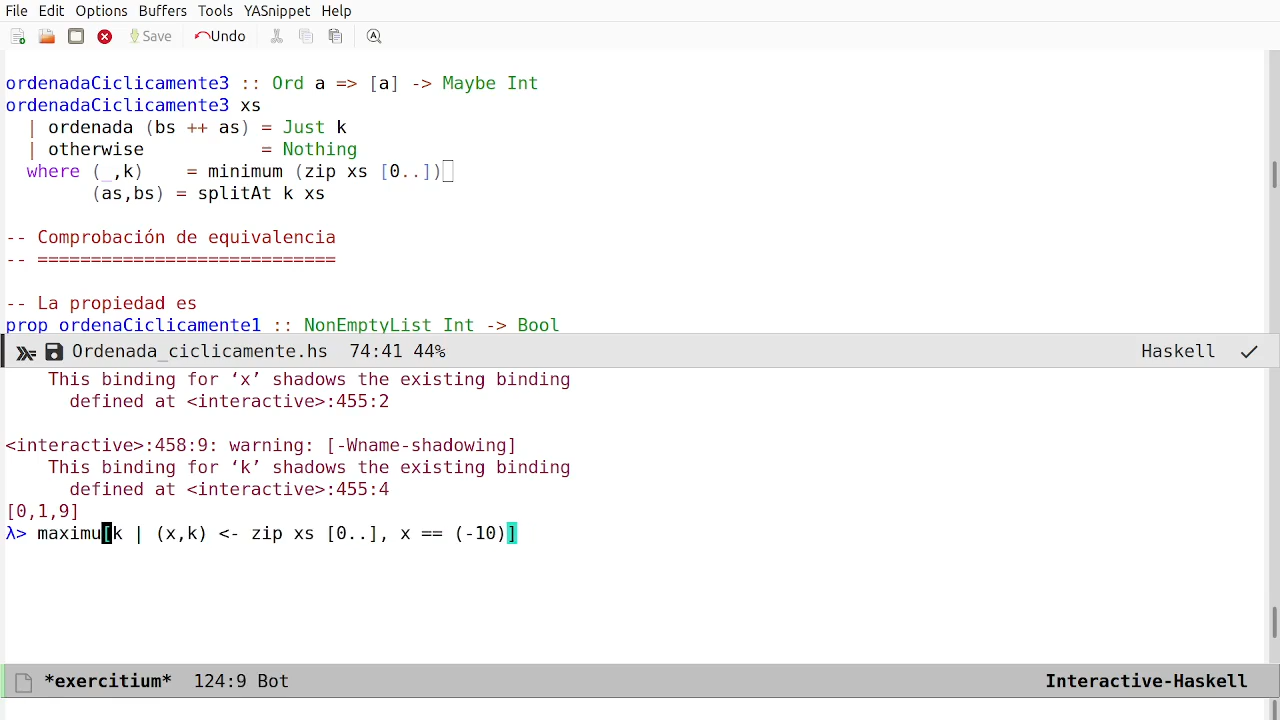 File Edit Options Buffers Tools YASnippet Help
Save Undo
ordenadaCiclicamente3 :: Ord a => [a] -> Maybe Int
ordenadaCiclicamente3 xs
  | ordenada (bs ++ as) = Just k
  | otherwise           = Nothing
  where (_,k)    = minimum (zip xs [0..])
        (as,bs) = splitAt k xs
-- Comprobación de equivalencia
-- ============================
-- La propiedad es
prop_ordenaCiclicamente1 :: NonEmptyList Int -> Bool
Ordenada_ciclicamente.hs 74:41 44% Haskell
    This binding for ‘x’ shadows the existing binding
      defined at <interactive>:455:2
<interactive>:458:9: warning: [-Wname-shadowing]
    This binding for ‘k’ shadows the existing binding
      defined at <interactive>:455:4
[0,1,9]
λ> maximu[k | (x,k) <- zip xs [0..], x == (-10)]
*exercitium* 124:9 Bot Interactive-Haskell